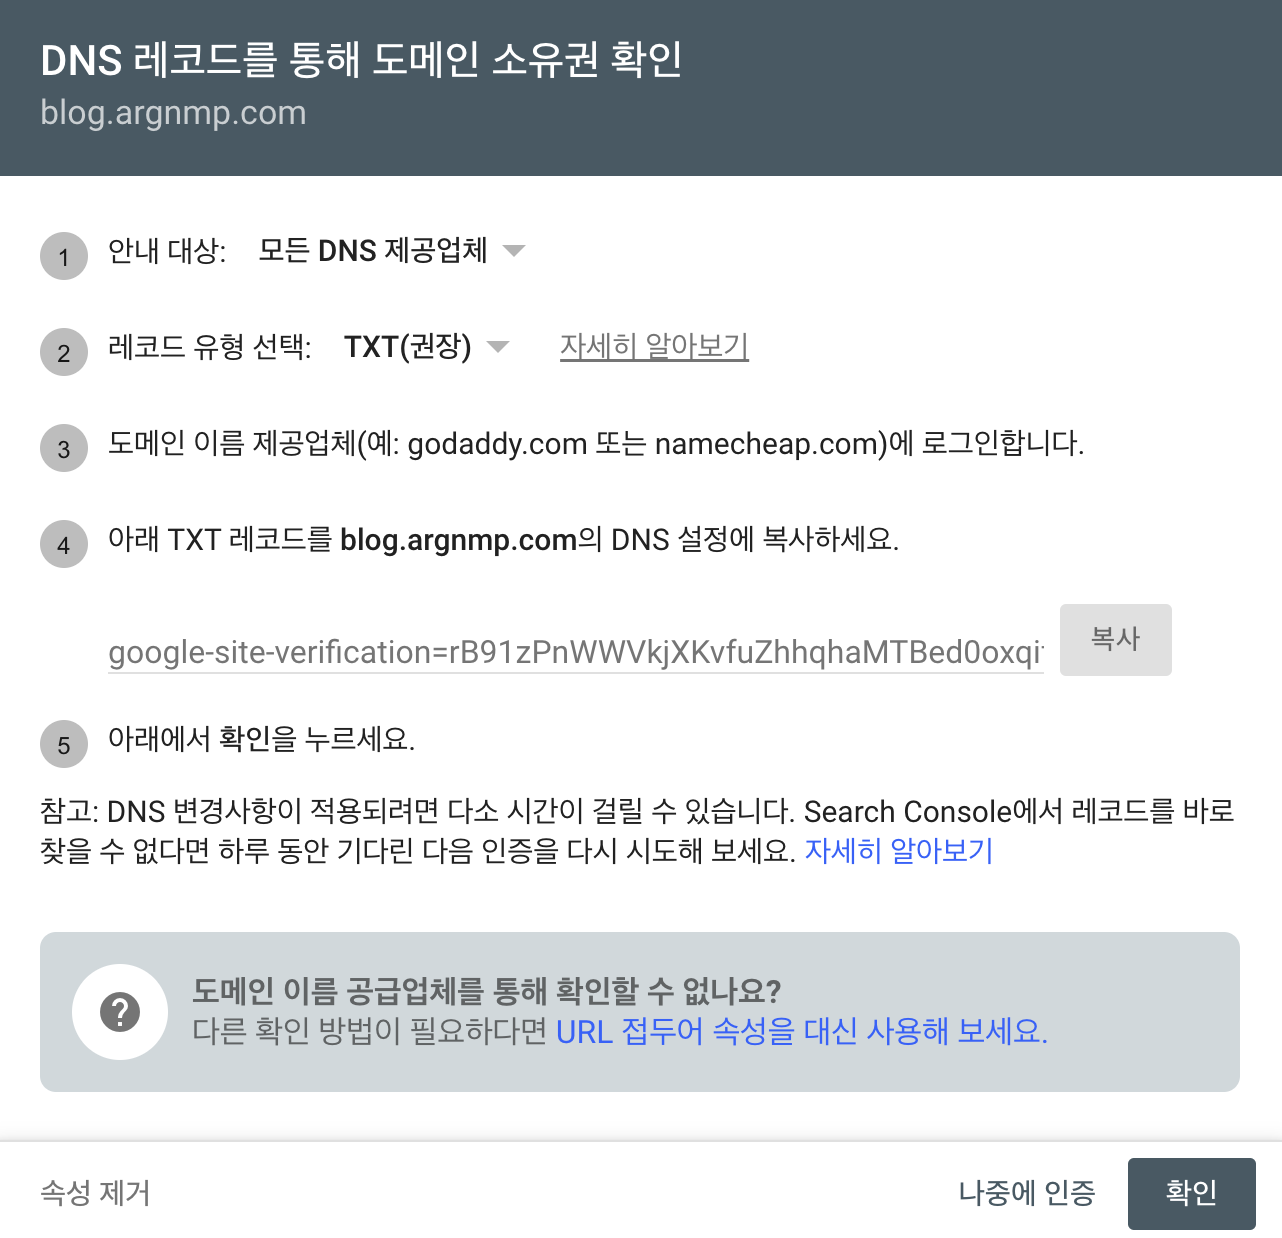 DNS 레코드를 통해 도메인 소유권 확인
blog.argnmp.com
1 안내 대상: 모든 DNS 제공업체
2 레코드 유형 선택: TXT(권장) 자세히 알아보기
3 도메인 이름 제공업체(예: godaddy.com 또는 namecheap.com)에 로그인합니다.
4 아래 TXT 레코드를 blog.argnmp.com의 DNS 설정에 복사하세요.
google-site-verification=rB91zPnWWVkjXKvfuZhhqhaMTBed0oxqi 복사
5 아래에서 확인을 누르세요.
참고: DNS 변경사항이 적용되려면 다소 시간이 걸릴 수 있습니다. Search Console에서 레코드를 바로
찾을 수 없다면 하루 동안 기다린 다음 인증을 다시 시도해 보세요. 자세히 알아보기
도메인 이름 공급업체를 통해 확인할 수 없나요?
다른 확인 방법이 필요하다면 URL 접두어 속성을 대신 사용해 보세요.
속성 제거 나중에 인증 확인